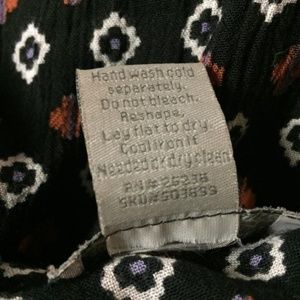 Hand wash cold
separately.
Do not bleach.
Reshape.
Lay flat to dry.
Cool iron if
Needed or dry clean
RN# 26238
SKU# 503899